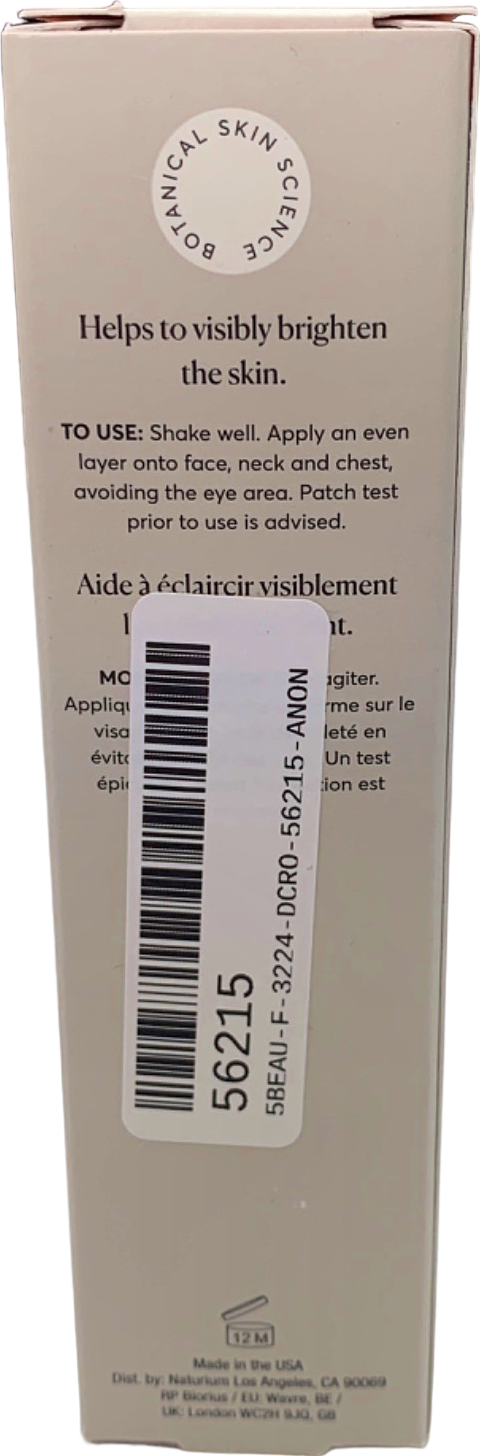 BOTANICAL SKIN SCIENCE
Helps to visibly brighten
the skin.
TO USE: Shake well. Apply an even
layer onto face, neck and chest,
avoiding the eye area. Patch test
prior to use is advised.
Aide à éclaircir visiblement
l nt.
MO agiter.
Appliqu rme sur le
visa leté en
évit Un test
épi ion est
56215
5BEAU-F-3224-DCRO-56215-ANON
12 M
Made in the USA
Dist. by: Naturium Los Angeles, CA 90069
RP Biorius / EU: Wavre, BE /
UK: London WC2H 9JQ, GB